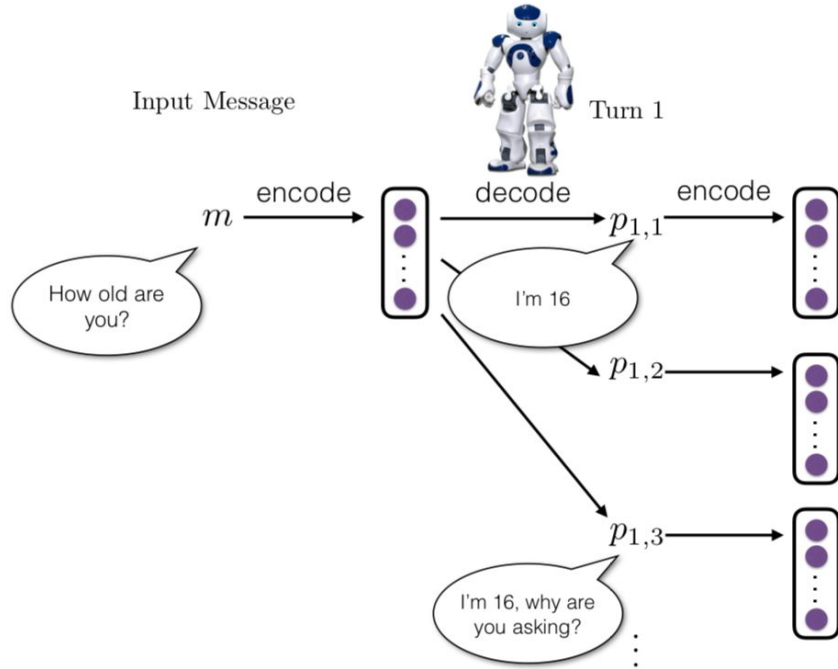 Input Message
Turn 1
encode
decode
encode
m
p1,1
How old are
you?
I'm 16
p1,2
p1,3
I'm 16, why are
you asking?